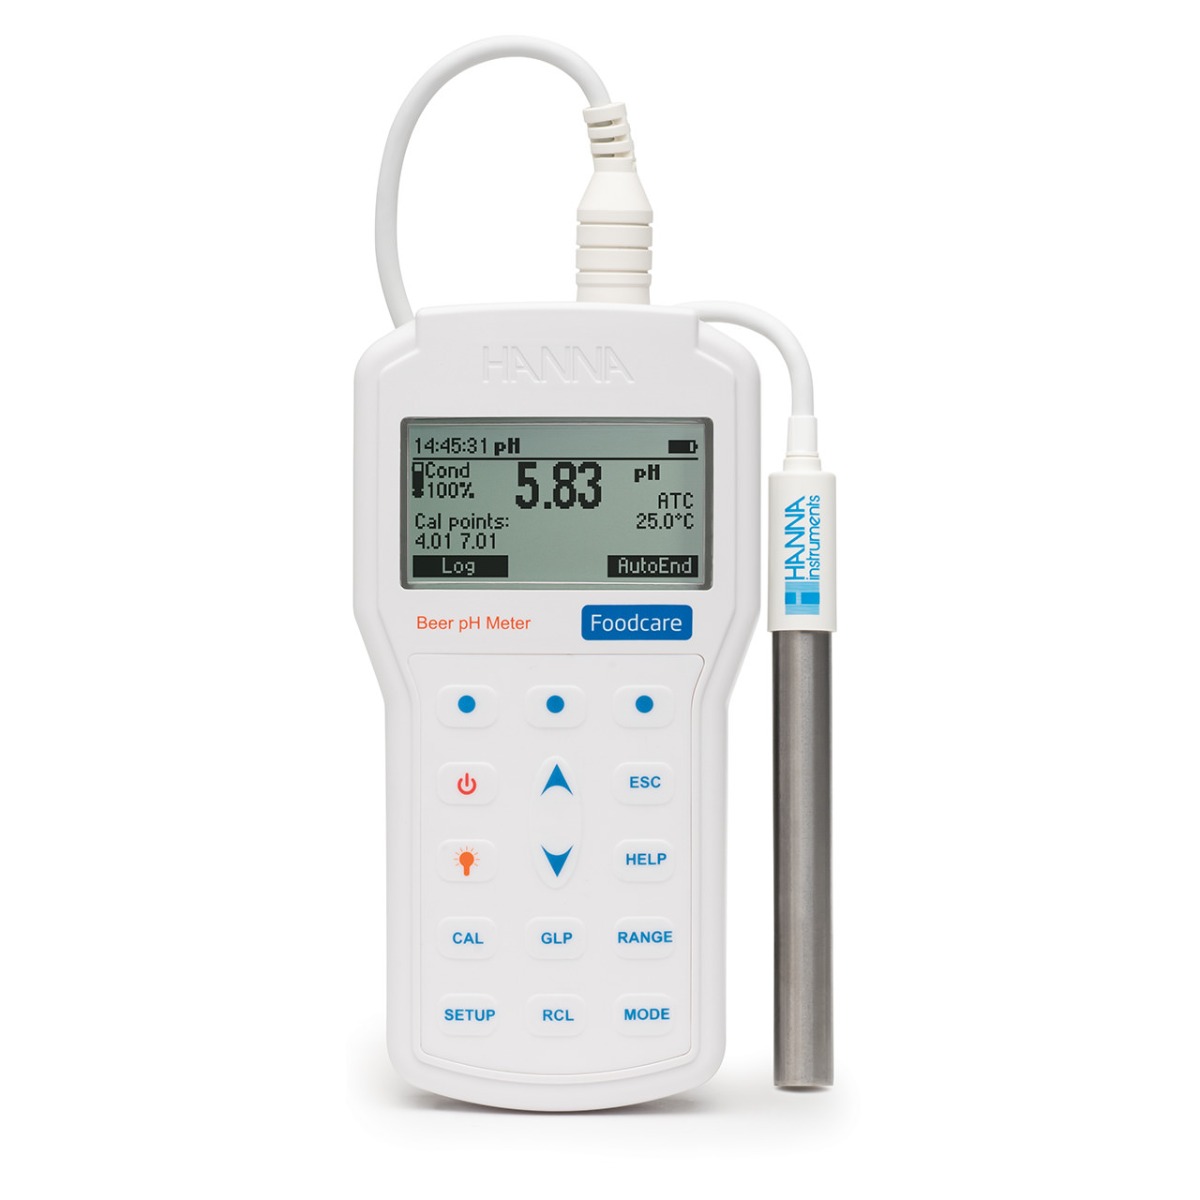 HANNA
14:45:31 pH
Cond
100%
5.83 pH
ATC
25.0°C
Cal points:
4.01 7.01
Log
AutoEnd
Beer pH Meter
Foodcare
ESC
HELP
CAL
GLP
RANGE
SETUP
RCL
MODE
HANNA
instruments